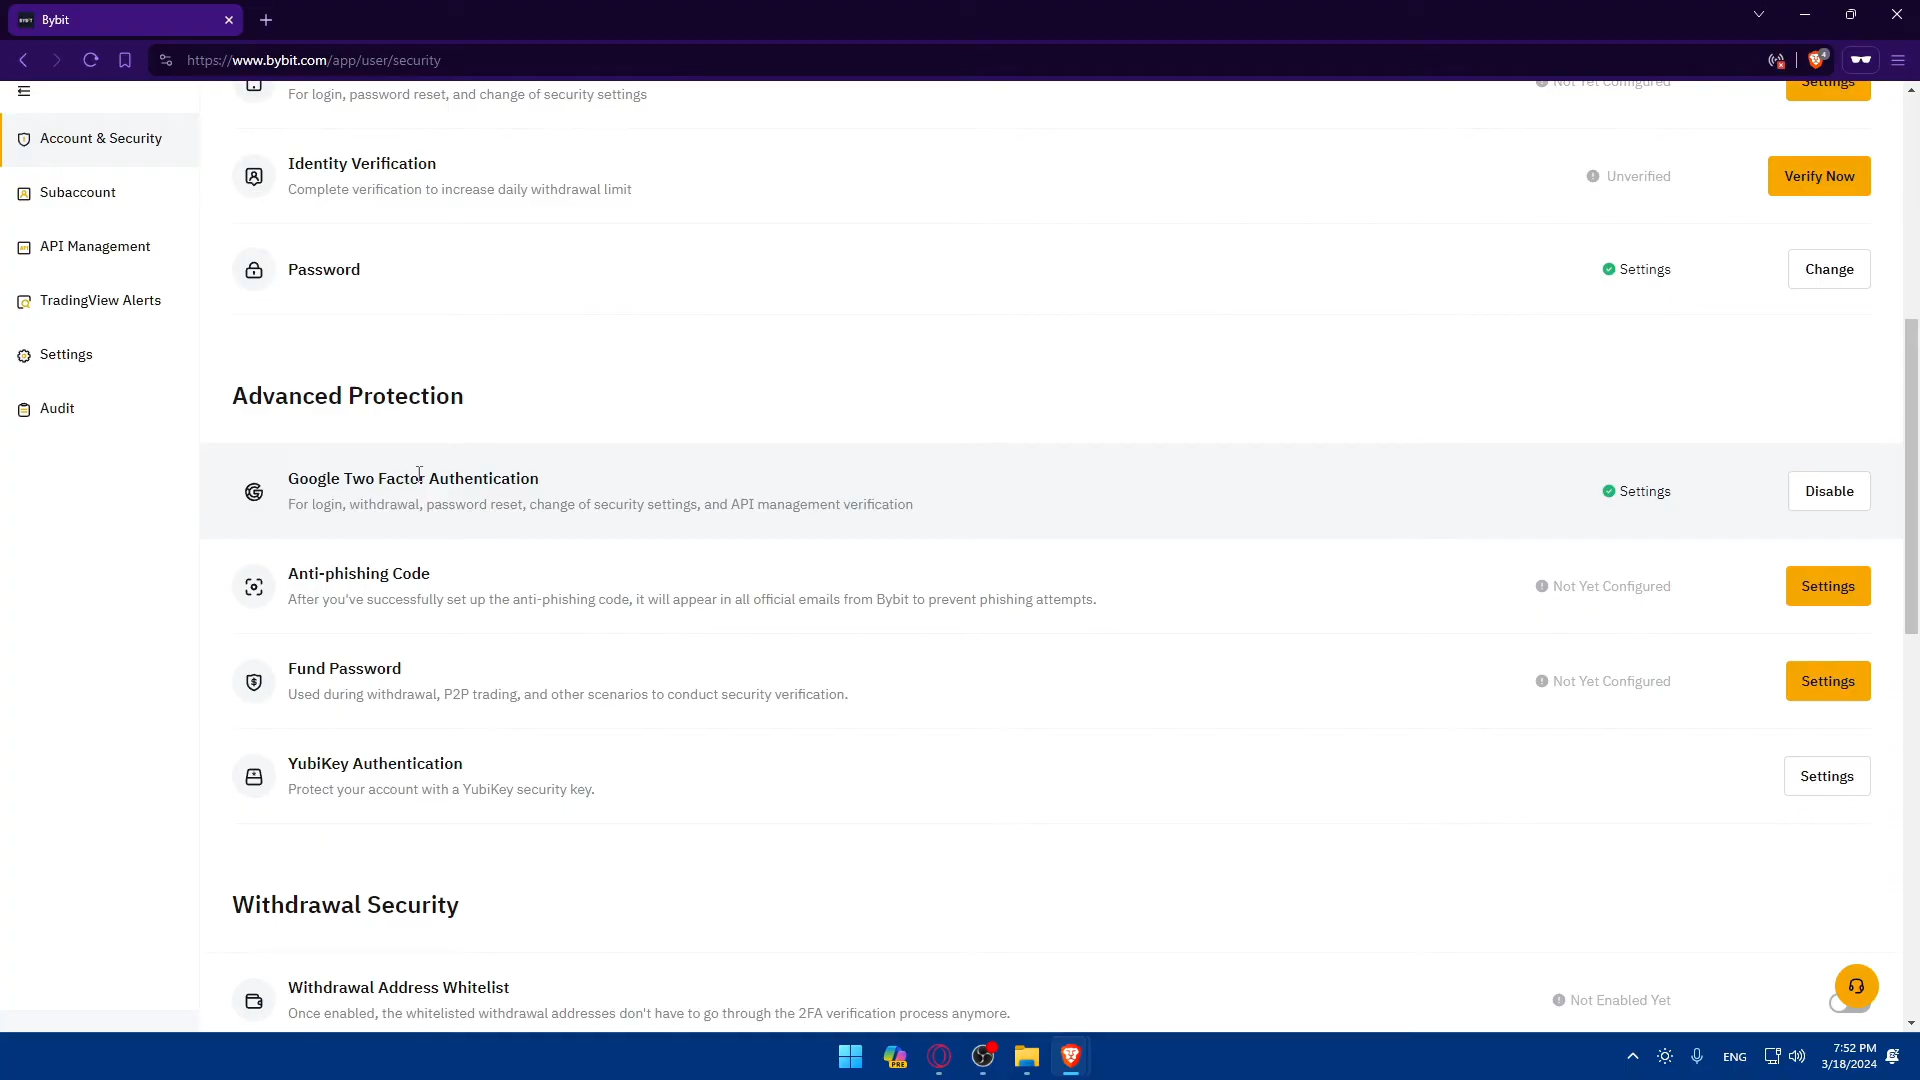 Bybit
https://www.bybit.com/app/user/security
4
For login, password reset, and change of security settings
Not Yet Configured
Settings
Account & Security
Identity Verification
Complete verification to increase daily withdrawal limit
Unverified
Verify Now
Subaccount
API Management
Password
Settings
Change
TradingView Alerts
Settings
Advanced Protection
Audit
Google Two Factor Authentication
For login, withdrawal, password reset, change of security settings, and API management verification
Settings
Disable
Anti-phishing Code
After you've successfully set up the anti-phishing code, it will appear in all official emails from Bybit to prevent phishing attempts.
Not Yet Configured
Settings
Fund Password
Used during withdrawal, P2P trading, and other scenarios to conduct security verification.
Not Yet Configured
Settings
YubiKey Authentication
Protect your account with a YubiKey security key.
Settings
Withdrawal Security
Withdrawal Address Whitelist
Once enabled, the whitelisted withdrawal addresses don't have to go through the 2FA verification process anymore.
Not Enabled Yet
PRE
ENG
7:52 PM
3/18/2024